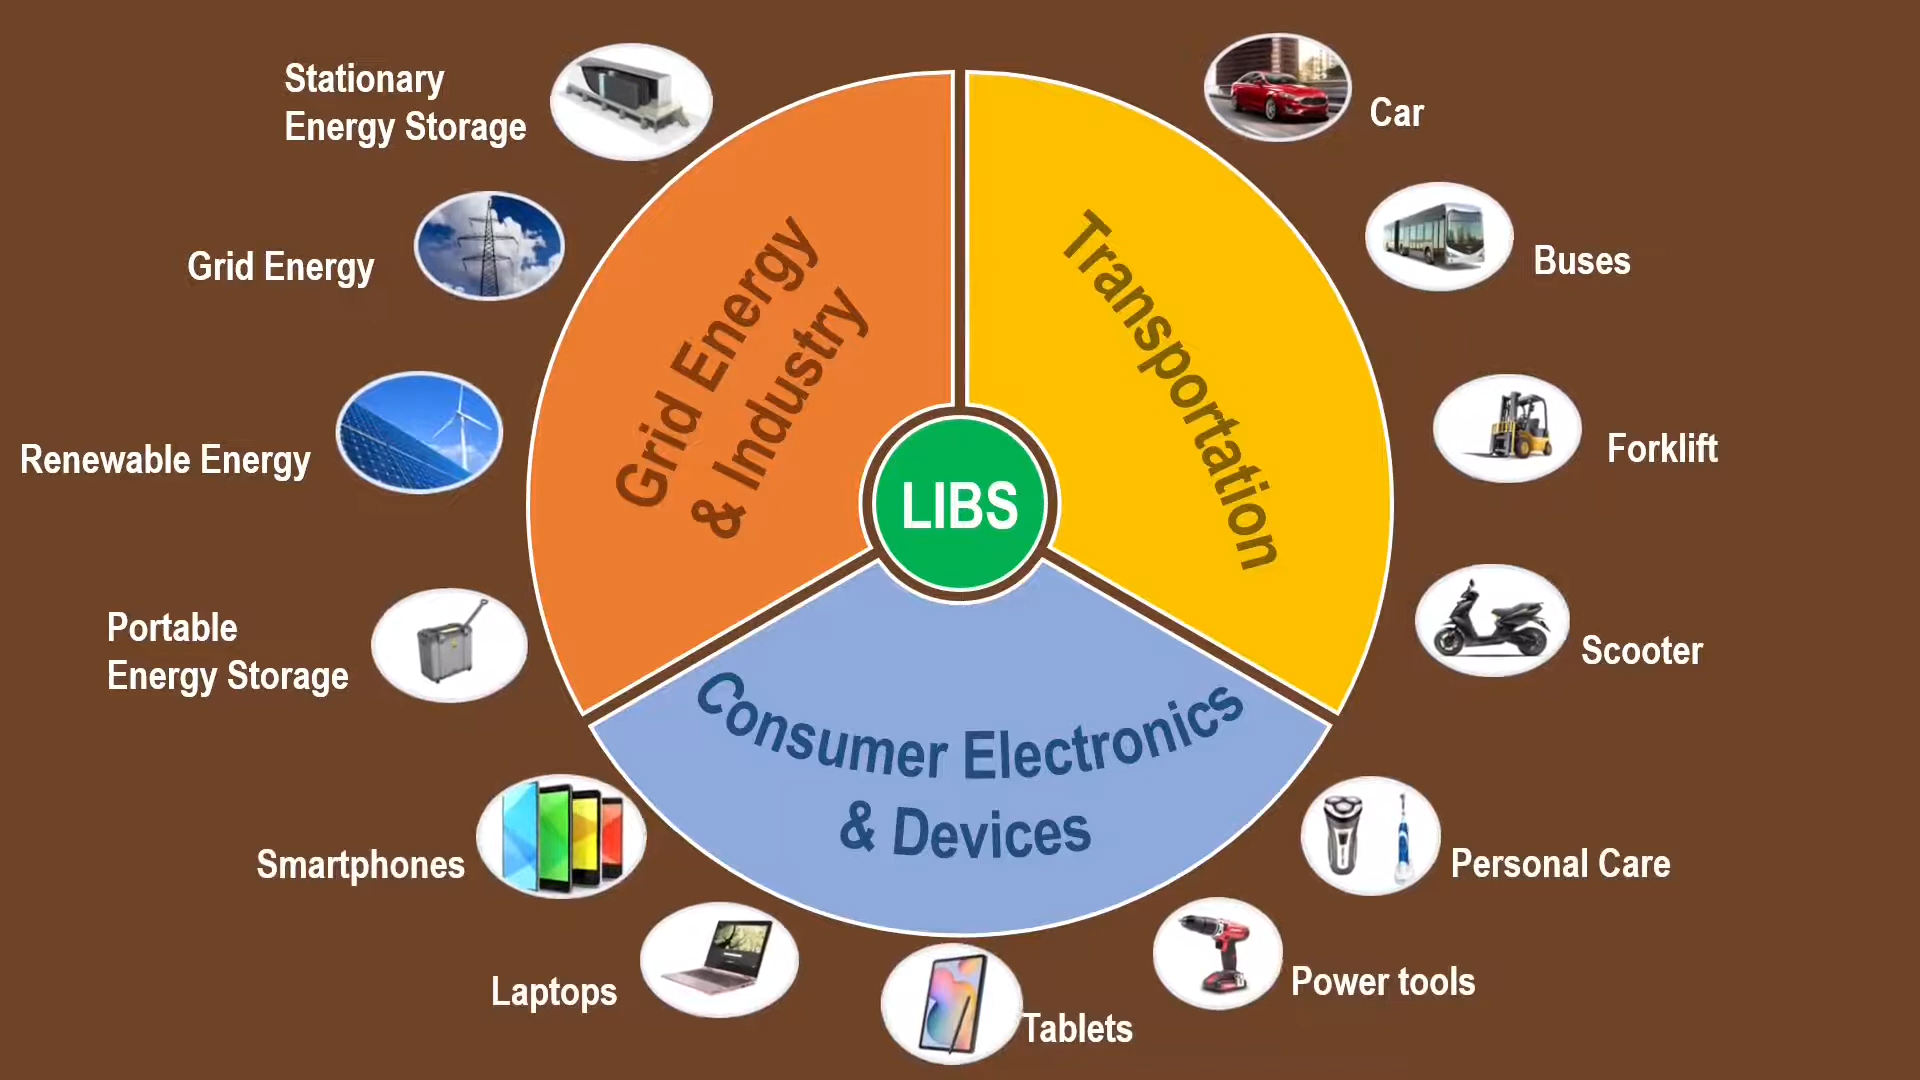 Stationary
Energy Storage
Grid Energy
Renewable Energy
Portable
Energy Storage
Smartphones
Laptops
Tablets
Power tools
Personal Care
Scooter
Forklift
Buses
Car
Grid Energy
& Industry
Transportation
Consumer Electronics
& Devices
LIBS